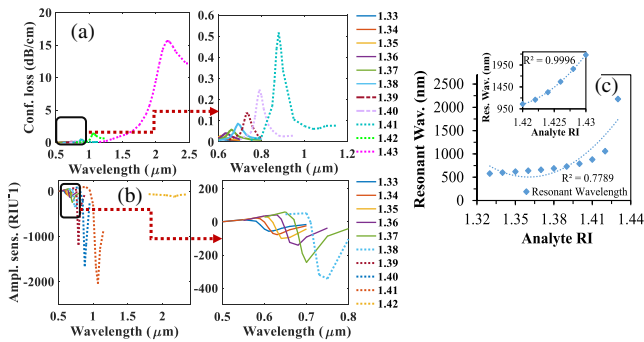 (a)
Conf. loss (dB/cm)
20
15
10
5
0
0.5 1 1.5 2 2.5
Wavelength (μm)
0.6
0.5
0.4
0.3
0.2
0.1
0
0.6 0.8 1 1.2
Wavelength (μm)
1.33
1.34
1.35
1.36
1.37
1.38
1.39
1.40
1.41
1.42
1.43
(b)
Ampl. sens. (RIU⁻¹)
0
-1000
-2000
0.5 1 1.5 2
Wavelength (μm)
200
0
-200
-400
0.5 0.6 0.7 0.8
Wavelength (μm)
1.33
1.34
1.35
1.36
1.37
1.38
1.39
1.40
1.41
1.42
(c)
Resonant Wav. (nm)
2500
2000
1500
1000
500
0
1.32 1.35 1.38 1.41 1.44
Analyte RI
R² = 0.7789
Resonant Wavelength
Res. Wav. (nm)
1950
1450
950
R² = 0.9996
1.42 1.43
Analyte RI